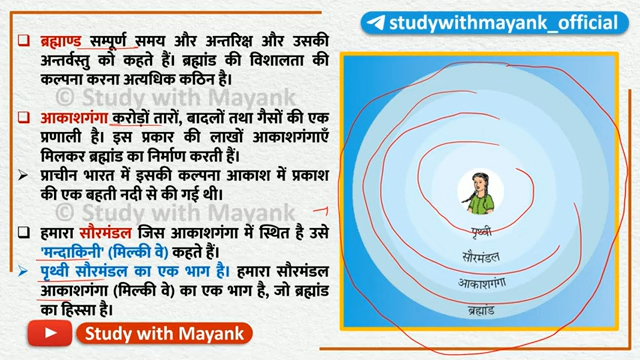 studywithmayank_official
ब्रह्माण्ड सम्पूर्ण समय और अन्तरिक्ष और उसकी
अन्तर्वस्तु को कहते हैं। ब्रह्मांड की विशालता की
कल्पना करना अत्यधिक कठिन है।
© Study with Mayank
आकाशगंगा करोड़ों तारों, बादलों तथा गैसों की एक
प्रणाली है। इस प्रकार की लाखों आकाशगंगाएँ
मिलकर ब्रह्मांड का निर्माण करती हैं।
प्राचीन भारत में इसकी कल्पना आकाश में प्रकाश
की एक बहती नदी से की गई थी।
© Study with Mayank
हमारा सौरमंडल जिस आकाशगंगा में स्थित है उसे
'मन्दाकिनी' (मिल्की वे) कहते हैं।
पृथ्वी सौरमंडल का एक भाग है। हमारा सौरमंडल
आकाशगंगा (मिल्की वे) का एक भाग है, जो ब्रह्मांड
का हिस्सा है।
पृथ्वी
सौरमंडल
आकाशगंगा
ब्रह्मांड
Study with Mayank